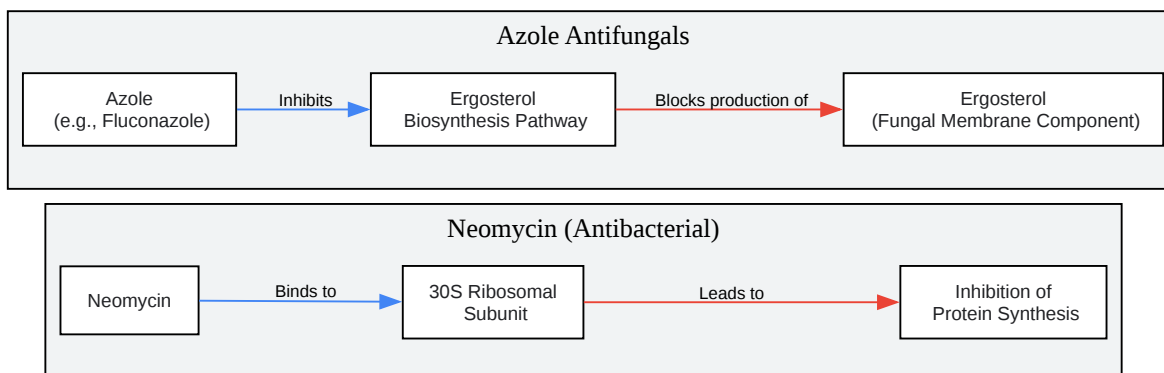 Azole Antifungals
Azole
(e.g., Fluconazole)
Inhibits
Ergosterol
Biosynthesis Pathway
Blocks production of
Ergosterol
(Fungal Membrane Component)
Neomycin (Antibacterial)
Neomycin
Binds to
30S Ribosomal
Subunit
Leads to
Inhibition of
Protein Synthesis